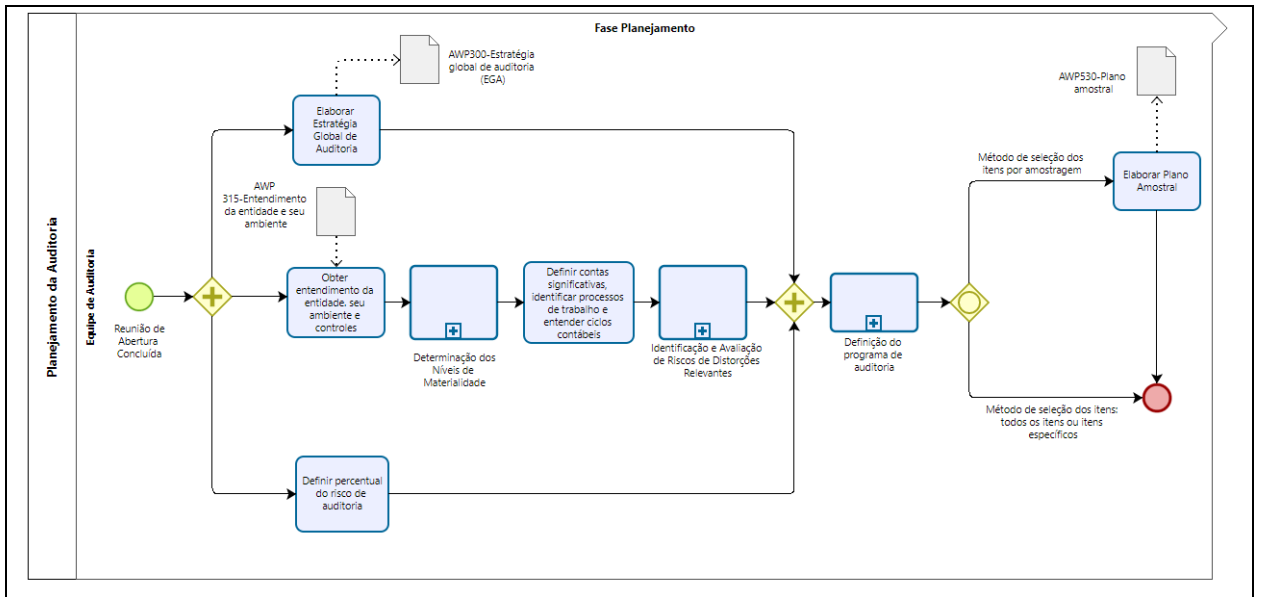 Fase Planejamento
Planejamento da Auditoria
Equipe de Auditoria
AWP300-Estratégia
global de auditoria
(EGA)
Elaborar
Estratégia
Global de
Auditoria
AWP
315-Entendimento
da entidade e seu
ambiente
Reunião de
Abertura
Concluída
Obter
entendimento da
entidade, seu
ambiente e
controles
Determinação dos
Níveis de
Materialidade
Definir contas
significativas,
identificar processos
de trabalho e
entender ciclos
contábeis
Identificação e Avaliação
de Riscos de Distorções
Relevantes
Definir percentual
do risco de
auditoria
Definição do
programa de
auditoria
AWP530-Plano
amostral
Método de seleção dos
itens por amostragem
Elaborar Plano
Amostral
Método de seleção dos itens:
todos os itens ou itens
específicos